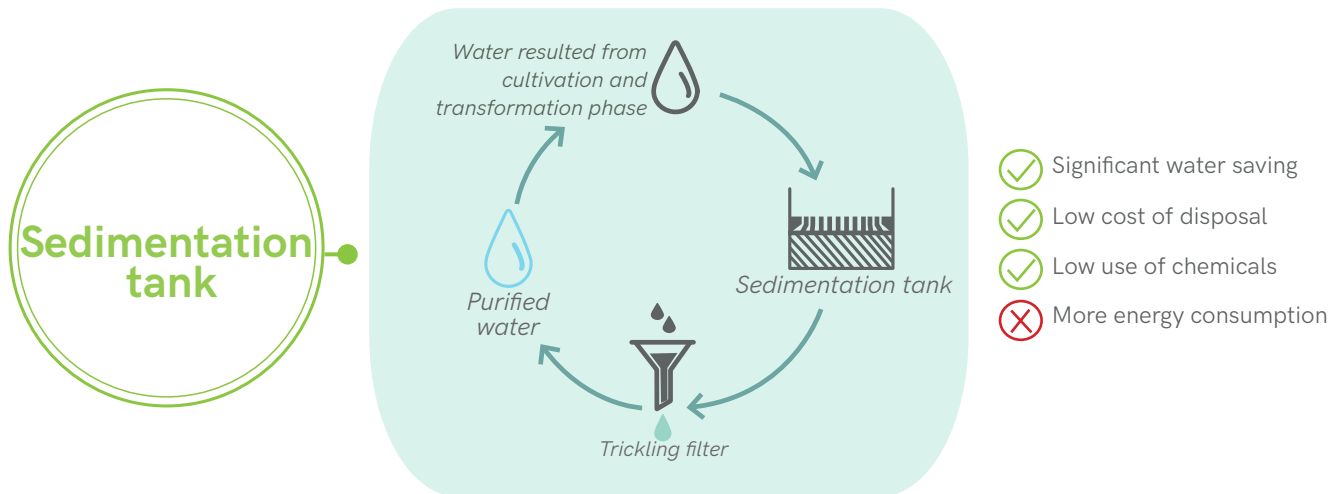 Sedimentation
tank
Water resulted from
cultivation and
transformation phase
Sedimentation tank
Trickling filter
Purified
water
Significant water saving
Low cost of disposal
Low use of chemicals
More energy consumption